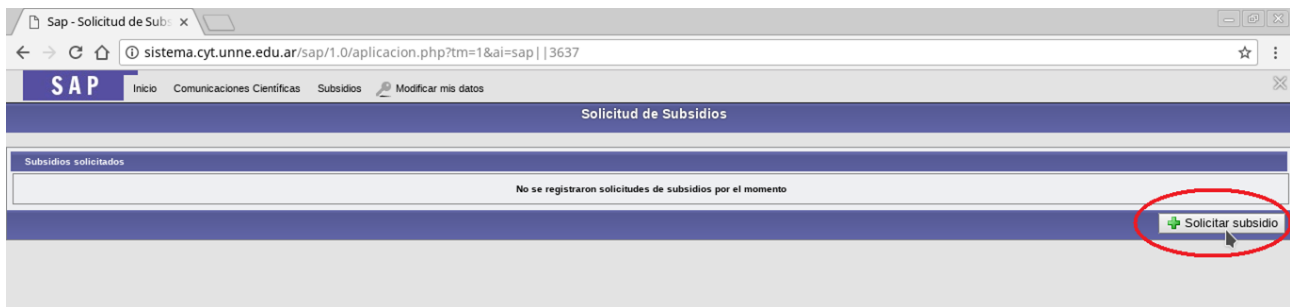 Sap - Solicitud de Subs
sistema.cyt.unne.edu.ar/sap/1.0/aplicacion.php?tm=1&ai=sap||3637
SAP Inicio Comunicaciones Científicas Subsidios Modificar mis datos
Solicitud de Subsidios
Subsidios solicitados
No se registraron solicitudes de subsidios por el momento
Solicitar subsidio